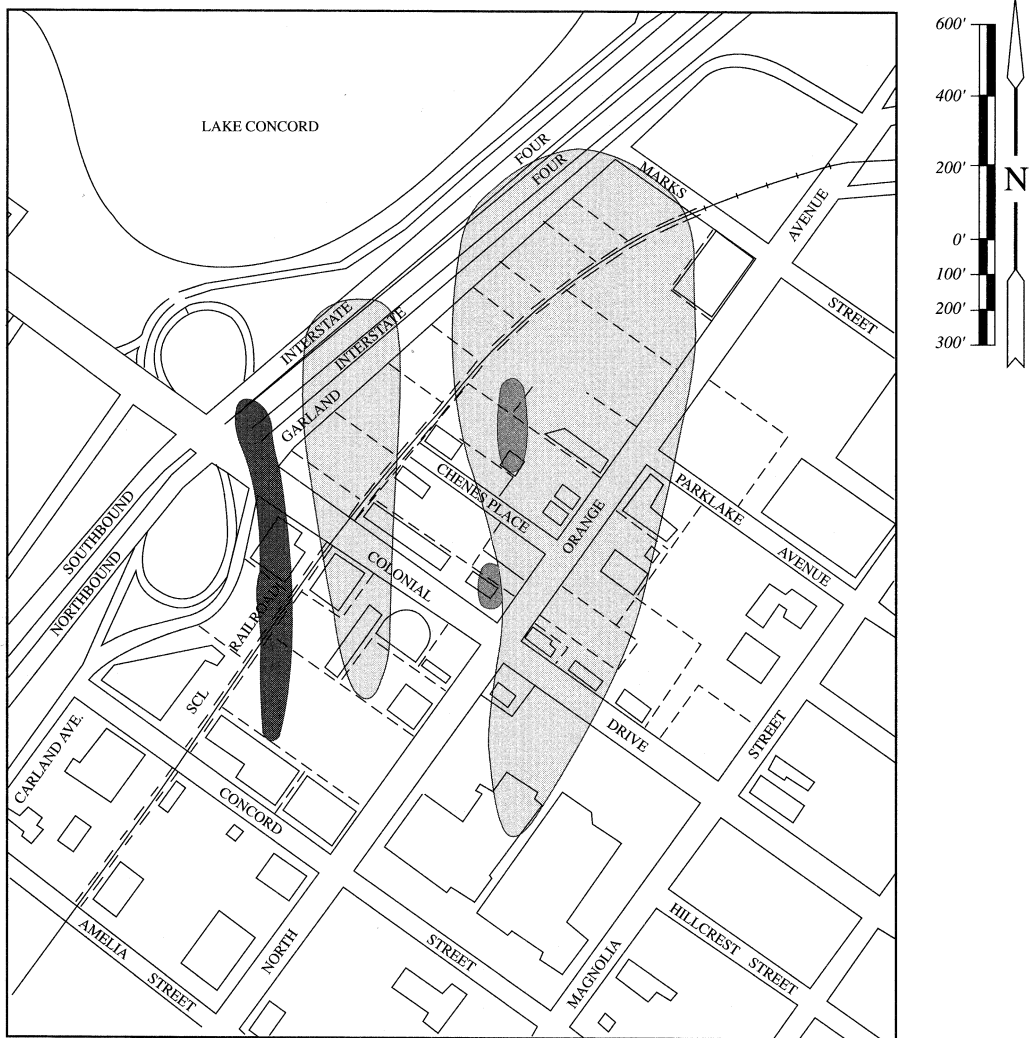 LAKE CONCORD
FOUR
FOUR
MARKS
AVENUE
STREET
INTERSTATE
INTERSTATE
GARLAND
CHENES PLACE
ORANGE
PARKLAKE
AVENUE
SOUTHBOUND
NORTHBOUND
COLONIAL
RAILROAD
SCL
DRIVE
STREET
CARLAND AVE.
CONCORD
AMELIA
STREET
NORTH
STREET
MAGNOLIA
HILLCREST STREET
600'
400'
200'
0'
100'
200'
300'
N